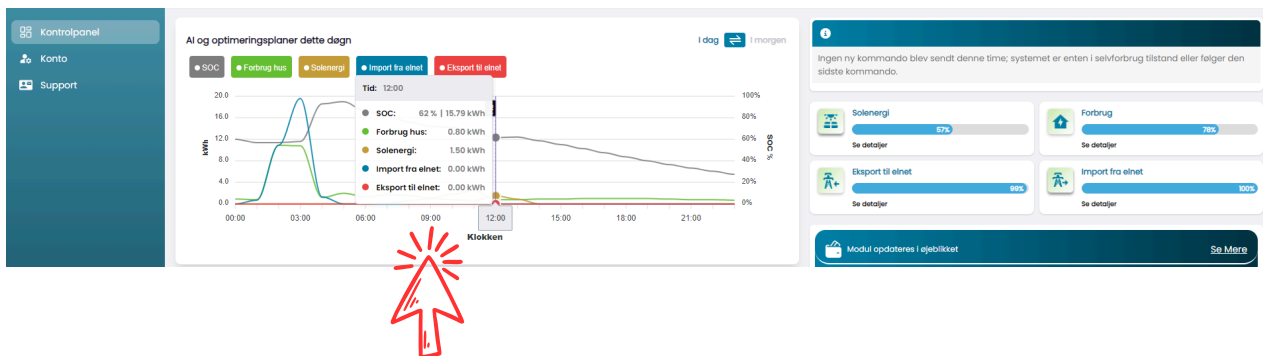 Kontrolpanel
Konto
Support
AI og optimeringsplaner dette døgn
I dag
I morgen
SOC
Forbrug hus
Solenergi
Import fra elnet
Eksport til elnet
Tid: 12:00
SOC: 62 % | 15.79 kWh
Forbrug hus: 0.80 kWh
Solenergi: 1.50 kWh
Import fra elnet: 0.00 kWh
Eksport til elnet: 0.00 kWh
kWh
20.0
16.0
12.0
8.0
4.0
0.0
100%
80%
60%
40%
20%
0%
SOC %
00:00 03:00 06:00 09:00 12:00 15:00 18:00 21:00
Klokken
Ingen ny kommando blev sendt denne time; systemet er enten i selvforbrug tilstand eller følger den
sidste kommando.
Solenergi
57%
Se detaljer
Forbrug
78%
Se detaljer
Eksport til elnet
99%
Se detaljer
Import fra elnet
100%
Se detaljer
Modul opdateres i øjeblikket
Se Mere